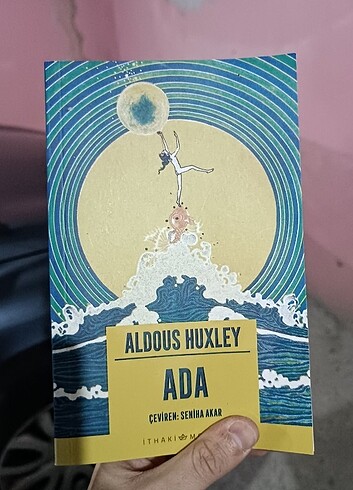 ALDOUS HUXLEY
ADA
ÇEVİREN: SENİHA AKAR
İTHAKİ